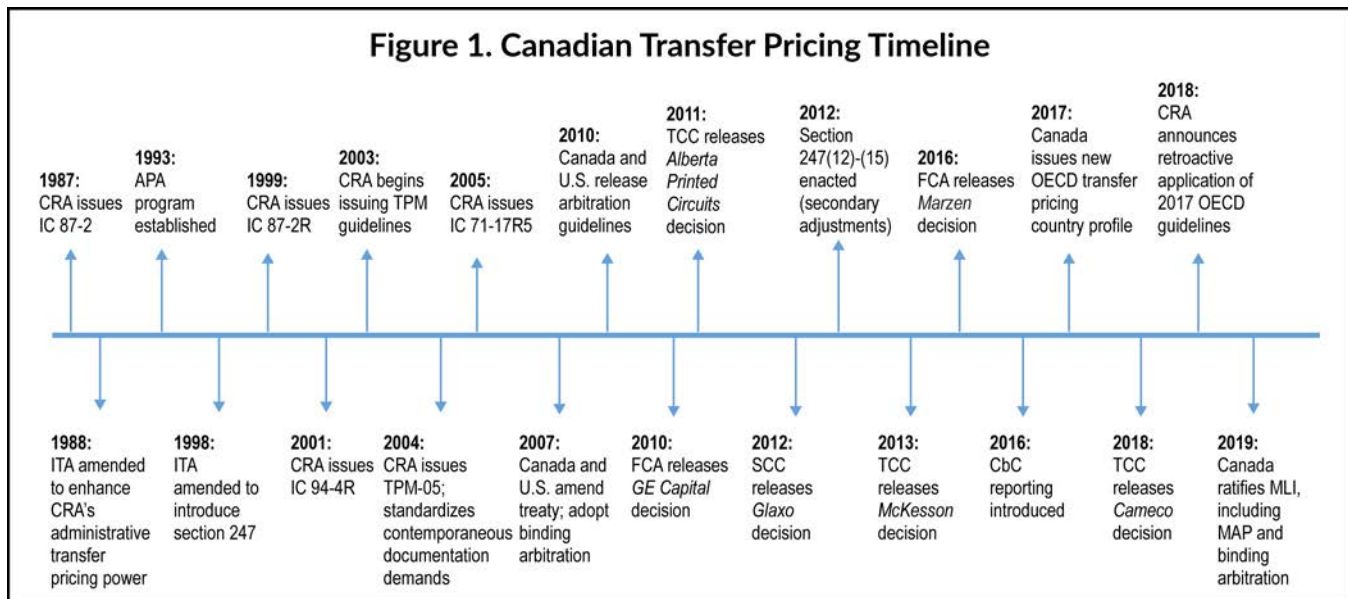 Figure 1. Canadian Transfer Pricing Timeline
1987:
CRA issues
IC 87-2
1993:
APA
program
established
1999:
CRA issues
IC 87-2R
2003:
CRA begins
issuing TPM
guidelines
2005:
CRA issues
IC 71-17R5
2010:
Canada and
U.S. release
arbitration
guidelines
2011:
TCC releases
Alberta
Printed
Circuits
decision
2012:
Section
247(12)-(15)
enacted
(secondary
adjustments)
2016:
FCA releases
Marzen
decision
2017:
Canada
issues new
OECD transfer
pricing
country profile
2018:
CRA
announces
retroactive
application of
2017 OECD
guidelines
1988:
ITA amended
to enhance
CRA's
administrative
transfer
pricing power
1998:
ITA
amended to
introduce
section 247
2001:
CRA issues
IC 94-4R
2004:
CRA issues
TPM-05;
standardizes
contemporaneous
documentation
demands
2007:
Canada and
U.S. amend
treaty; adopt
binding
arbitration
2010:
FCA releases
GE Capital
decision
2012:
SCC
releases
Glaxo
decision
2013:
TCC
releases
McKesson
decision
2016:
CbC
reporting
introduced
2018:
TCC
releases
Cameco
decision
2019:
Canada
ratifies MLI,
including
MAP and
binding
arbitration